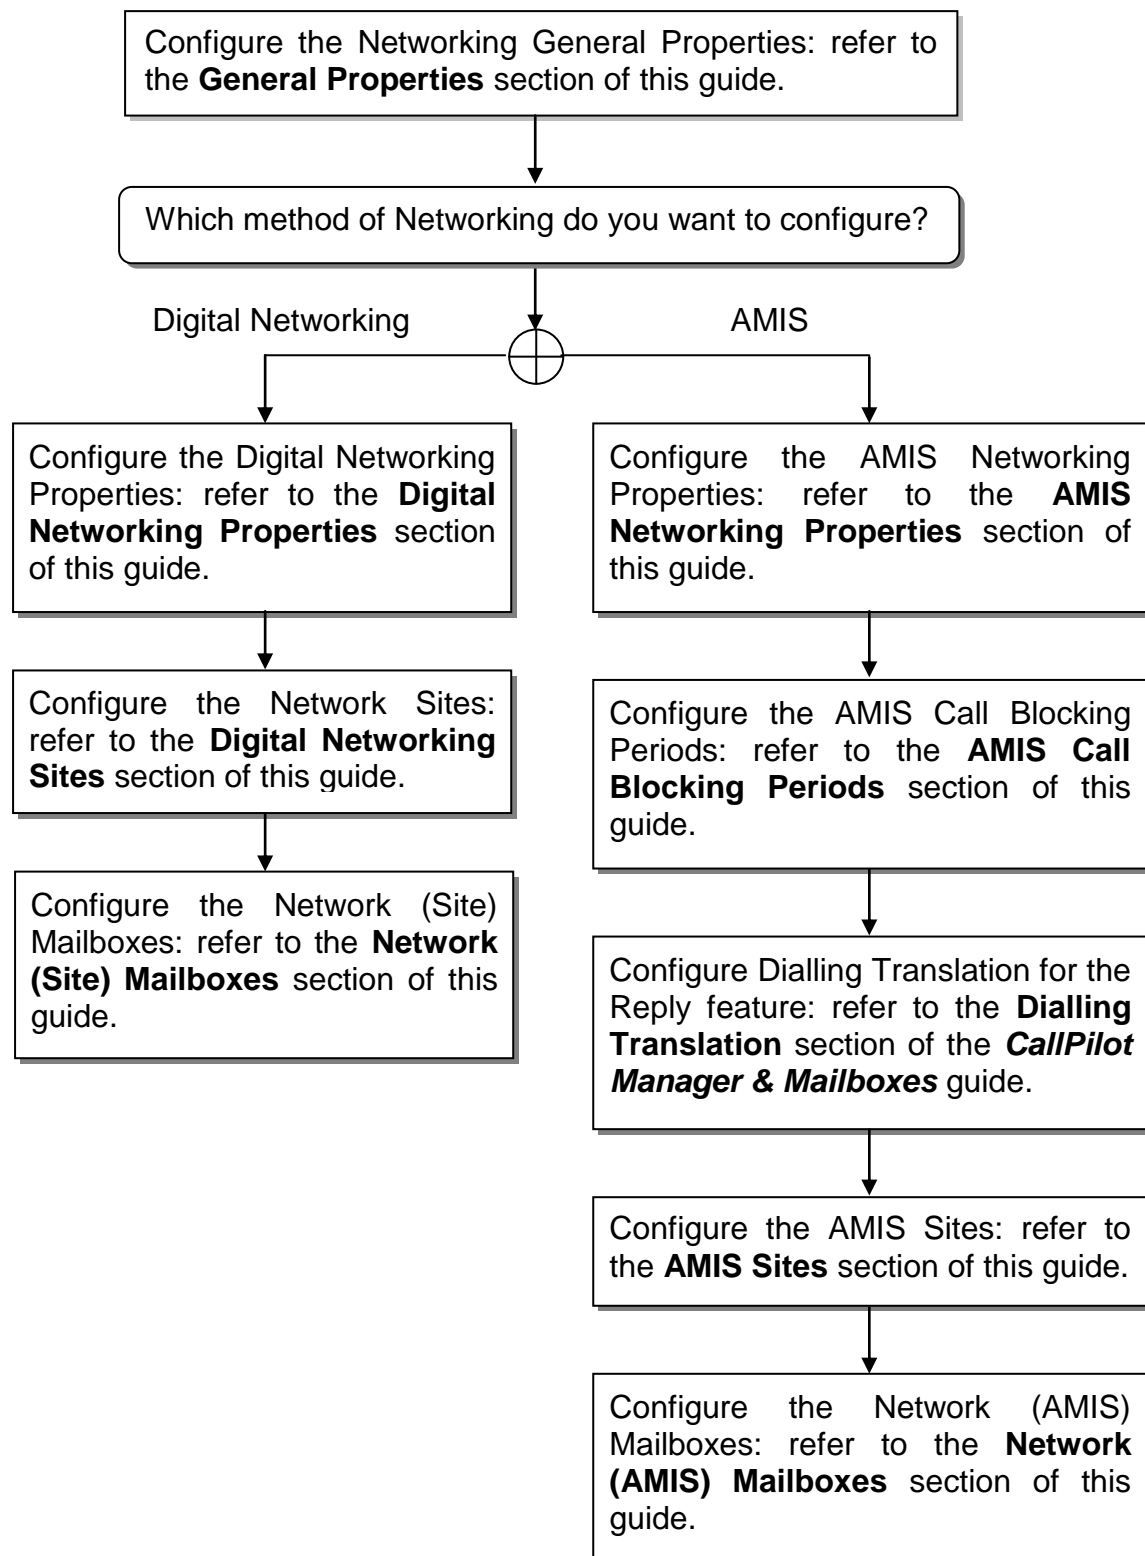 Configure the Networking General Properties: refer to
the General Properties section of this guide.
Which method of Networking do you want to configure?
Digital Networking
AMIS
Configure the Digital Networking
Properties: refer to the Digital
Networking Properties section
of this guide.
Configure the Network Sites:
refer to the Digital Networking
Sites section of this guide.
Configure the Network (Site)
Mailboxes: refer to the Network
(Site) Mailboxes section of this
guide.
Configure the AMIS Networking
Properties: refer to the AMIS
Networking Properties section of
this guide.
Configure the AMIS Call Blocking
Periods: refer to the AMIS Call
Blocking Periods section of this
guide.
Configure Dialling Translation for the
Reply feature: refer to the Dialling
Translation section of the CallPilot
Manager & Mailboxes guide.
Configure the AMIS Sites: refer to
the AMIS Sites section of this guide.
Configure the Network (AMIS)
Mailboxes: refer to the Network
(AMIS) Mailboxes section of this
guide.